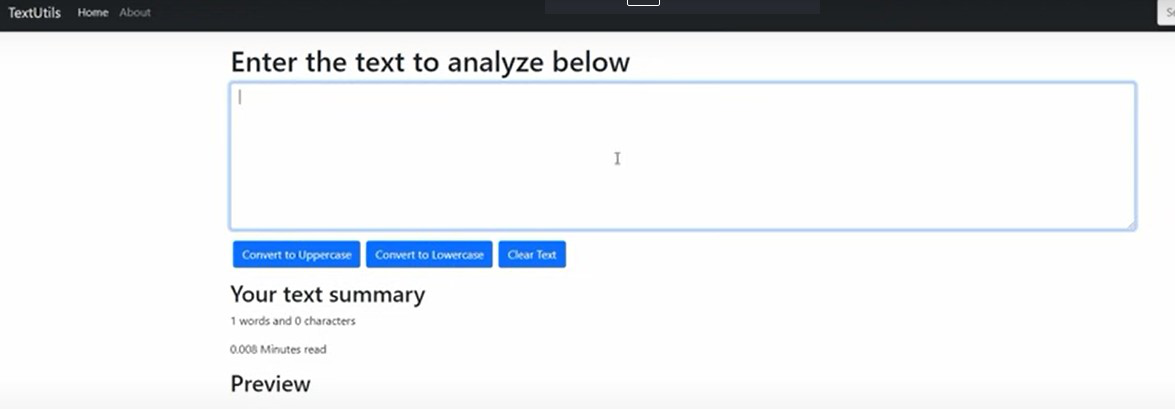 TextUtils Home About
Enter the text to analyze below
Convert to Uppercase Convert to Lowercase Clear Text
Your text summary
1 words and 0 characters
0.008 Minutes read
Preview